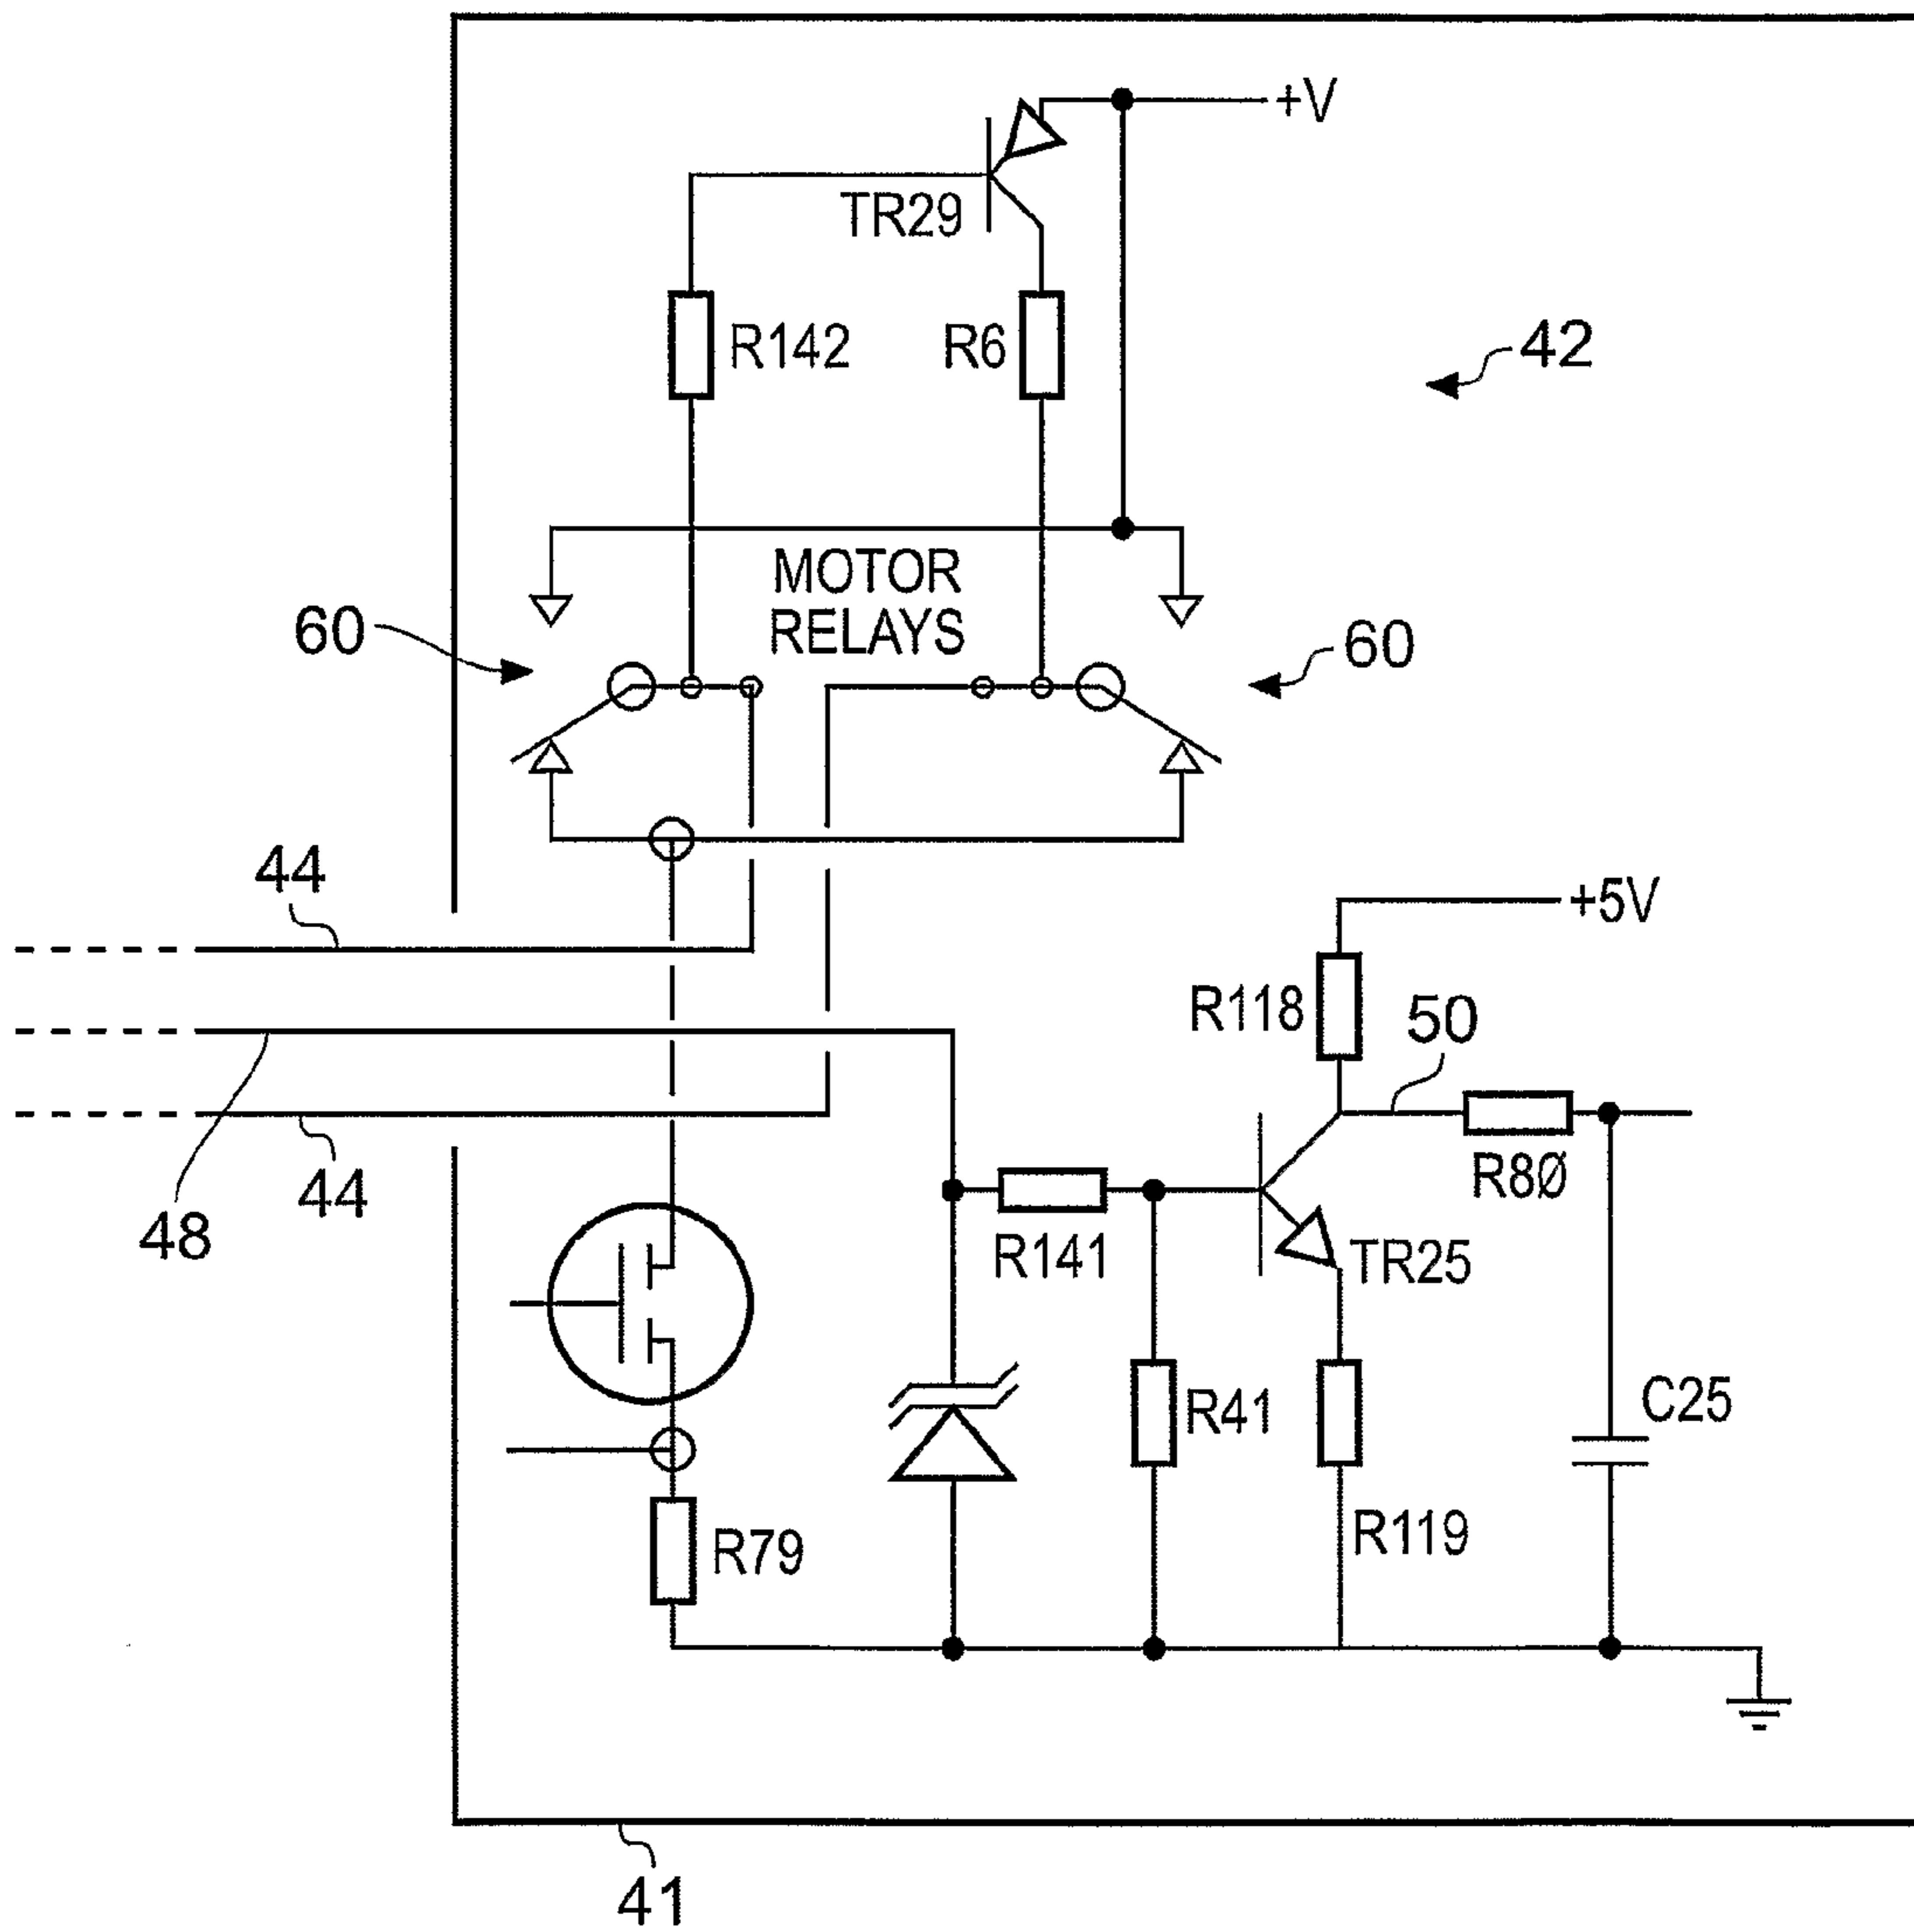 +V
TR29
R142
R6
42
MOTOR
RELAYS
60
60
44
+5V
R118
50
R8Ø
44
48
R141
TR25
R41
C25
R79
R119
41